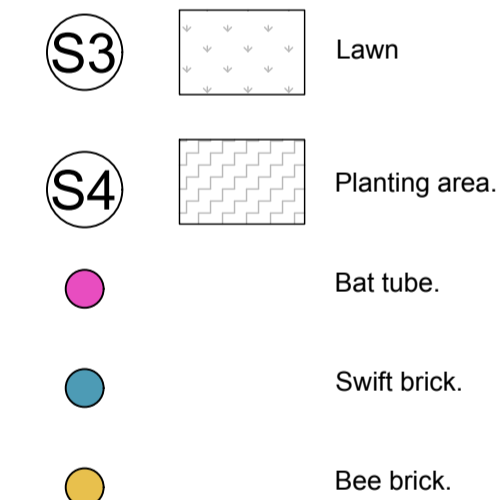 S3 Lawn
S4 Planting area.
Bat tube.
Swift brick.
Bee brick.